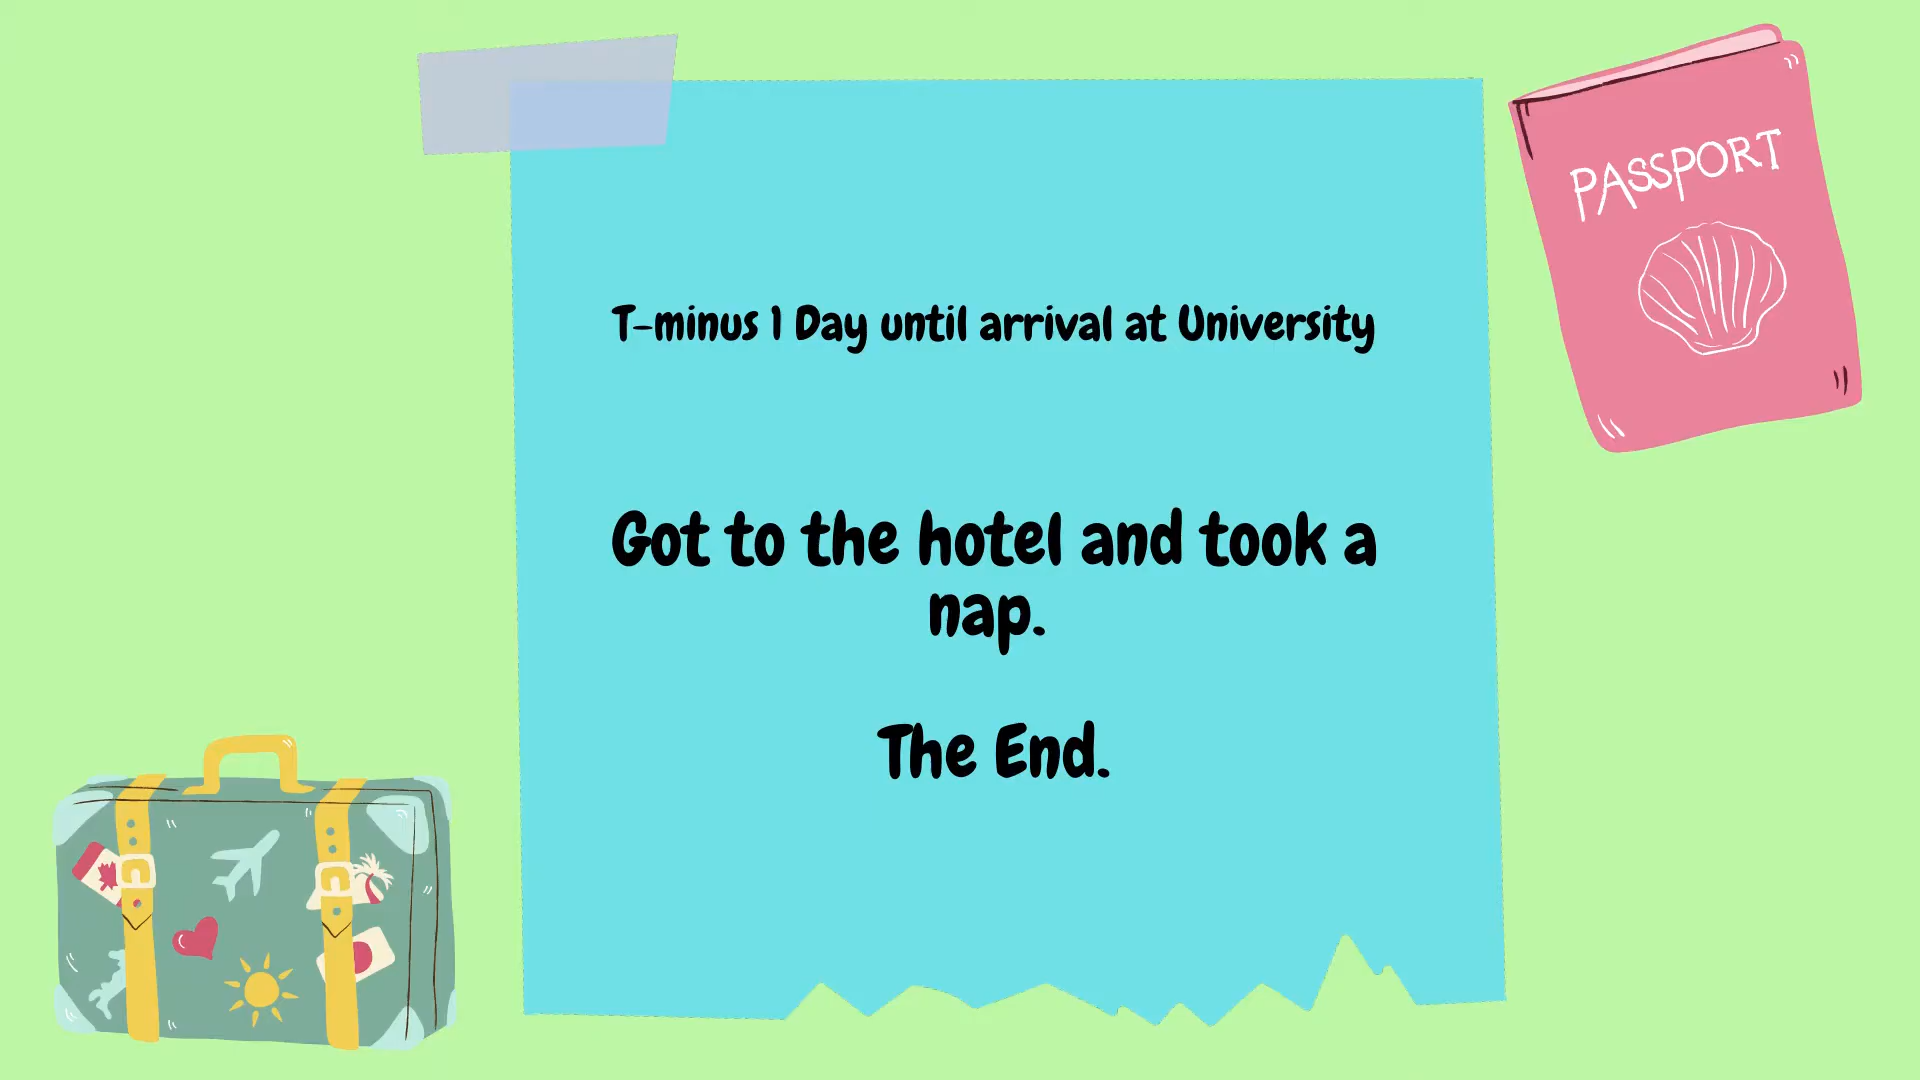 PASSPORT
T-minus 1 Day until arrival at University
Got to the hotel and took a
nap.
The End.